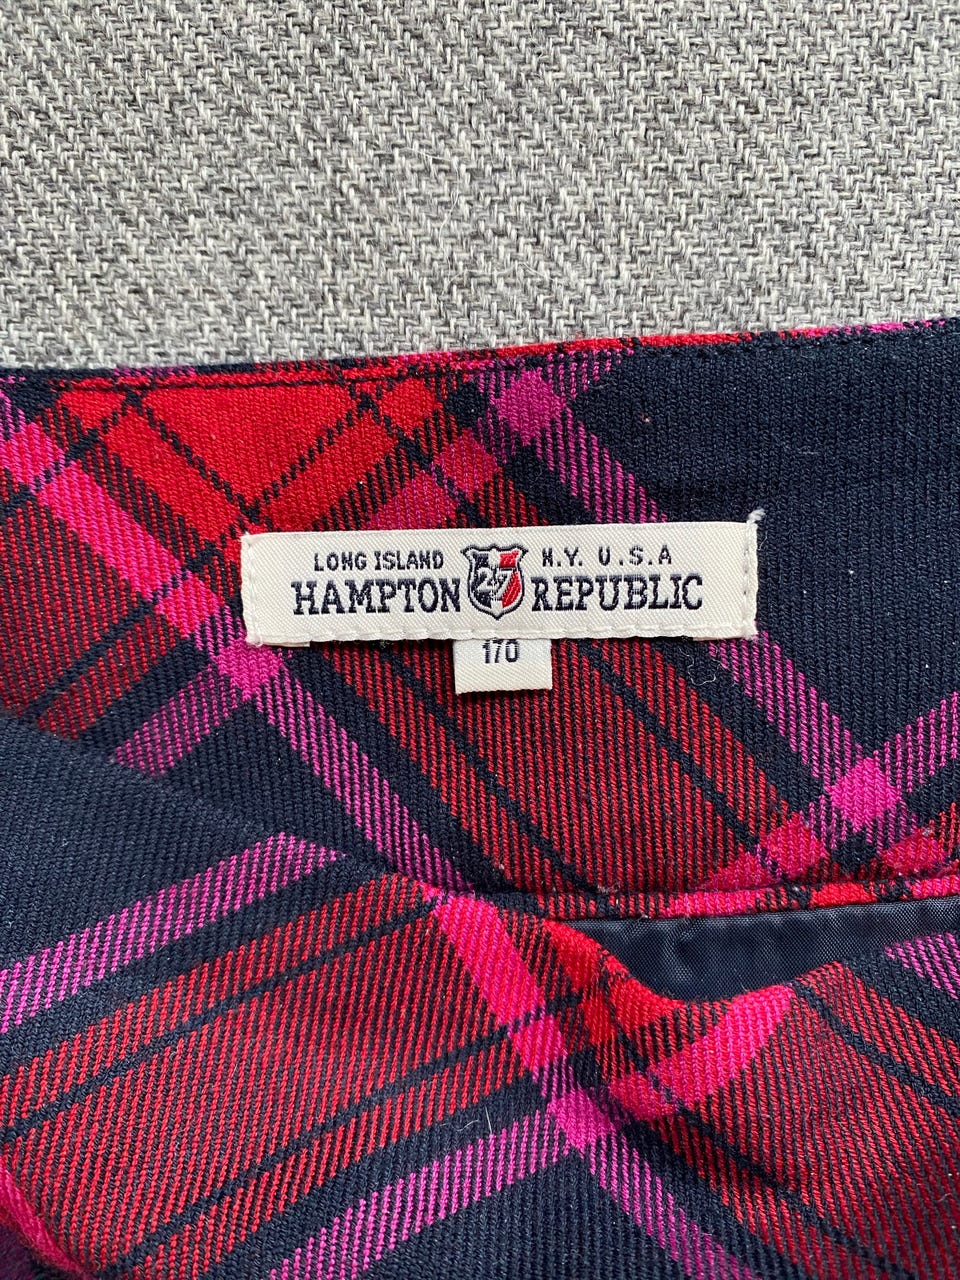 LONG ISLAND N.Y. U.S.A
HAMPTON 27 REPUBLIC
170